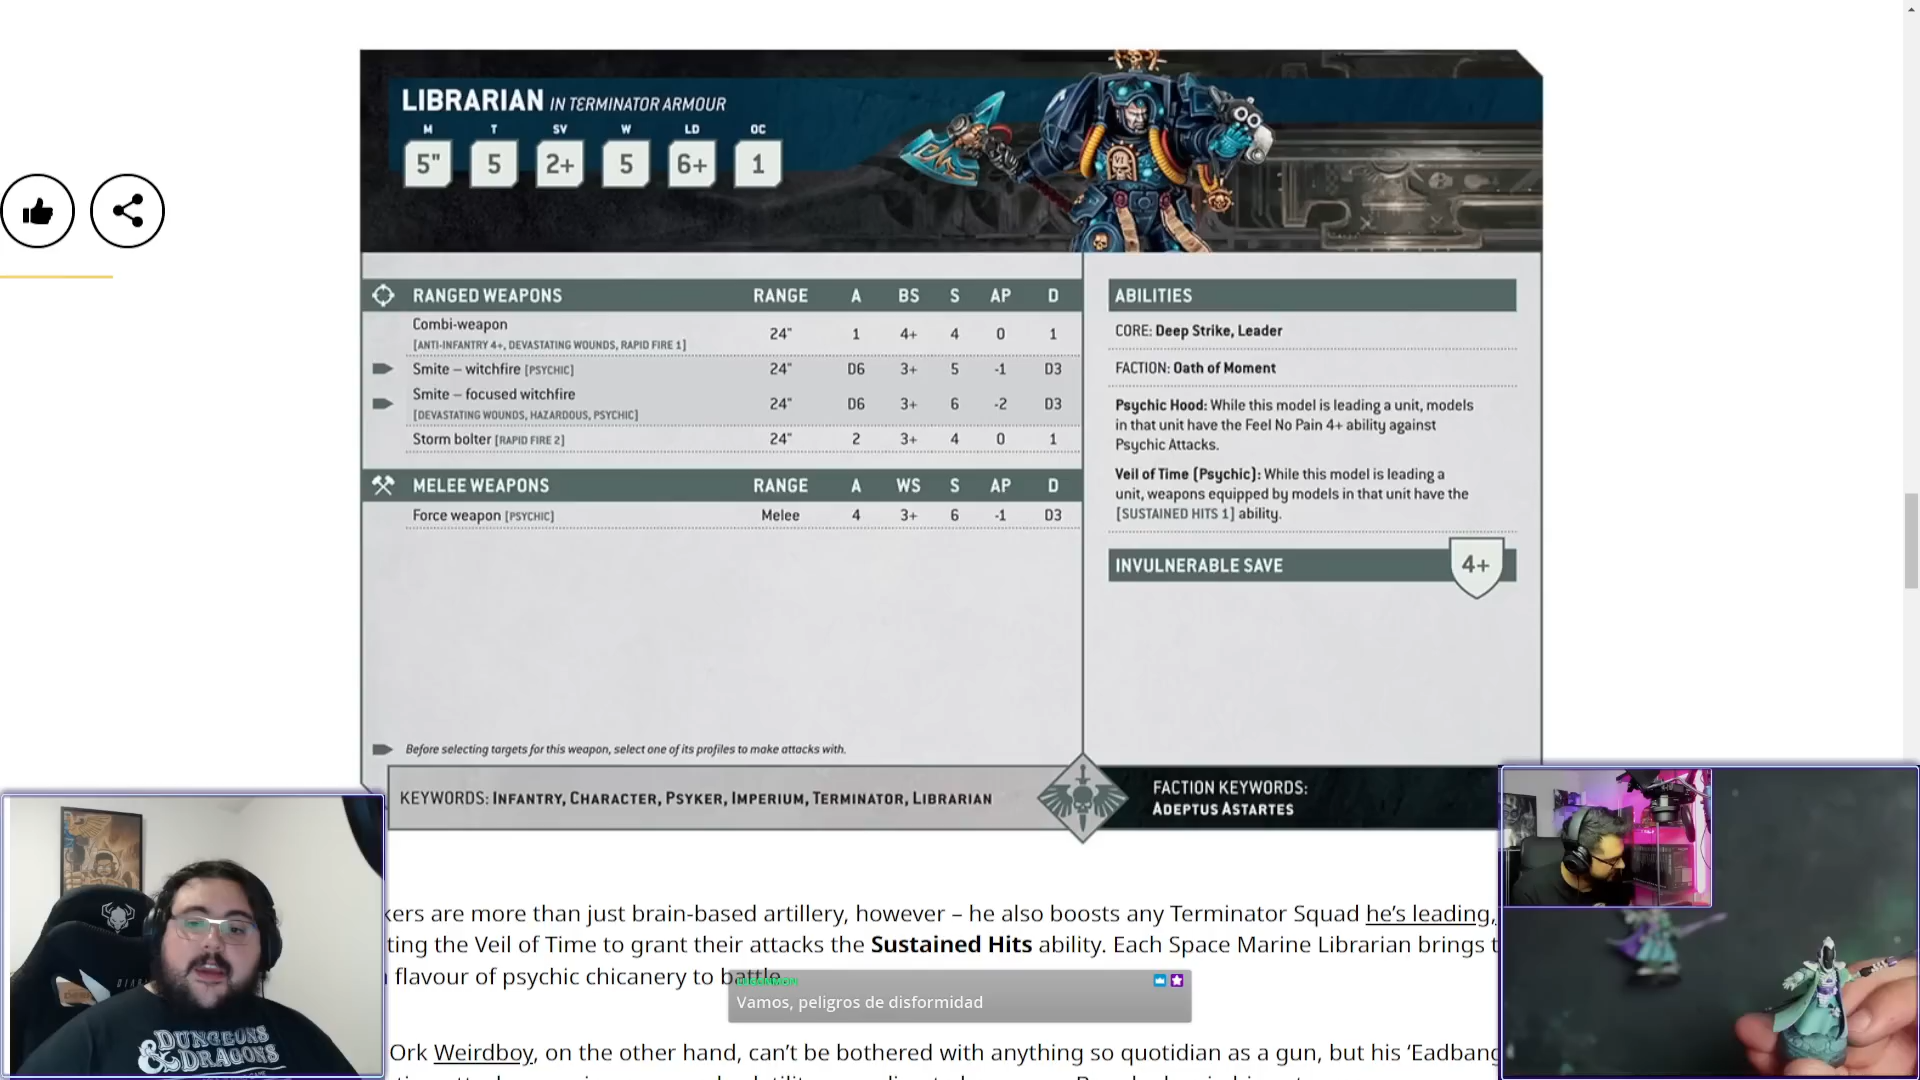 LIBRARIAN IN TERMINATOR ARMOUR
M T SV W LD OC
5" 5 2+ 5 6+ 1
RANGED WEAPONS RANGE A BS S AP D
Combi-weapon
[ANTI-INFANTRY 4+, DEVASTATING WOUNDS, RAPID FIRE 1]
24" 1 4+ 4 0 1
Smite – witchfire [PSYCHIC] 24" D6 3+ 5 -1 D3
Smite – focused witchfire
[DEVASTATING WOUNDS, HAZARDOUS, PSYCHIC]
24" D6 3+ 6 -2 D3
Storm bolter [RAPID FIRE 2] 24" 2 3+ 4 0 1
MELEE WEAPONS RANGE A WS S AP D
Force weapon [PSYCHIC] Melee 4 3+ 6 -1 D3
Before selecting targets for this weapon, select one of its profiles to make attacks with.
ABILITIES
CORE: Deep Strike, Leader
FACTION: Oath of Moment
Psychic Hood: While this model is leading a unit, models
in that unit have the Feel No Pain 4+ ability against
Psychic Attacks.
Veil of Time (Psychic): While this model is leading a
unit, weapons equipped by models in that unit have the
[SUSTAINED HITS 1] ability.
INVULNERABLE SAVE 4+
KEYWORDS: INFANTRY, CHARACTER, PSYKER, IMPERIUM, TERMINATOR, LIBRARIAN
FACTION KEYWORDS:
ADEPTUS ASTARTES
kers are more than just brain-based artillery, however – he also boosts any Terminator Squad he's leading,
ting the Veil of Time to grant their attacks the Sustained Hits ability. Each Space Marine Librarian brings t
flavour of psychic chicanery to battle.
Vamos, peligros de disformidad
Ork Weirdboy, on the other hand, can't be bothered with anything so quotidian as a gun, but his 'Eadbang
DUNGEONS
& DRAGONS